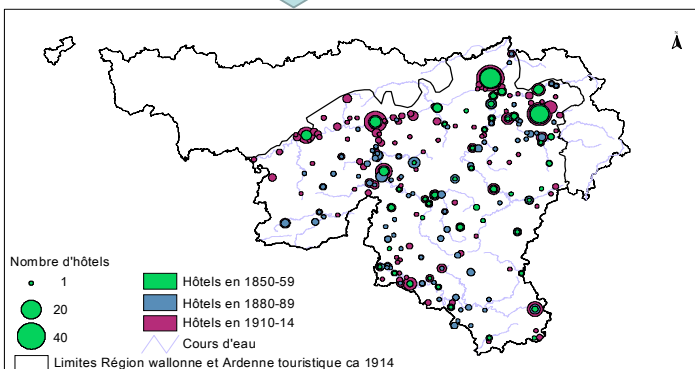 N
Nombre d'hôtels
1
20
40
Hôtels en 1850-59
Hôtels en 1880-89
Hôtels en 1910-14
Cours d'eau
Limites Région wallonne et Ardenne touristique ca 1914